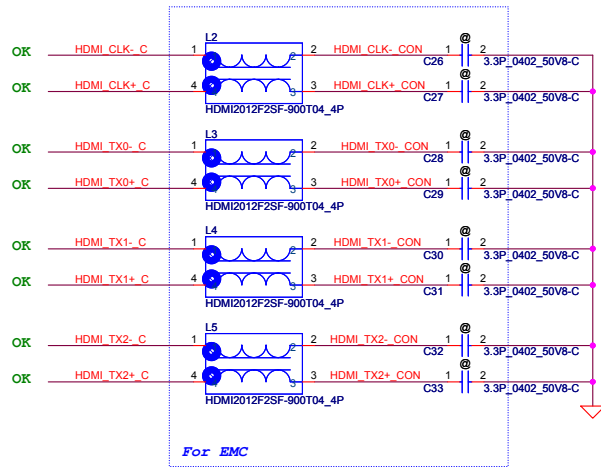 L2
@
OK HDMI_CLK-_C 1 2 HDMI_CLK-_CON 1 2
C26 3.3P_0402_50V8-C
@
OK HDMI_CLK+_C 4 3 HDMI_CLK+_CON 1 2
C27 3.3P_0402_50V8-C
HDMI2012F2SF-900T04_4P
L3
@
OK HDMI_TX0-_C 1 2 HDMI_TX0-_CON 1 2
C28 3.3P_0402_50V8-C
@
OK HDMI_TX0+_C 4 3 HDMI_TX0+_CON 1 2
C29 3.3P_0402_50V8-C
HDMI2012F2SF-900T04_4P
L4
@
OK HDMI_TX1-_C 1 2 HDMI_TX1-_CON 1 2
C30 3.3P_0402_50V8-C
@
OK HDMI_TX1+_C 4 3 HDMI_TX1+_CON 1 2
C31 3.3P_0402_50V8-C
HDMI2012F2SF-900T04_4P
L5
@
OK HDMI_TX2-_C 1 2 HDMI_TX2-_CON 1 2
C32 3.3P_0402_50V8-C
@
OK HDMI_TX2+_C 4 3 HDMI_TX2+_CON 1 2
C33 3.3P_0402_50V8-C
HDMI2012F2SF-900T04_4P
For EMC